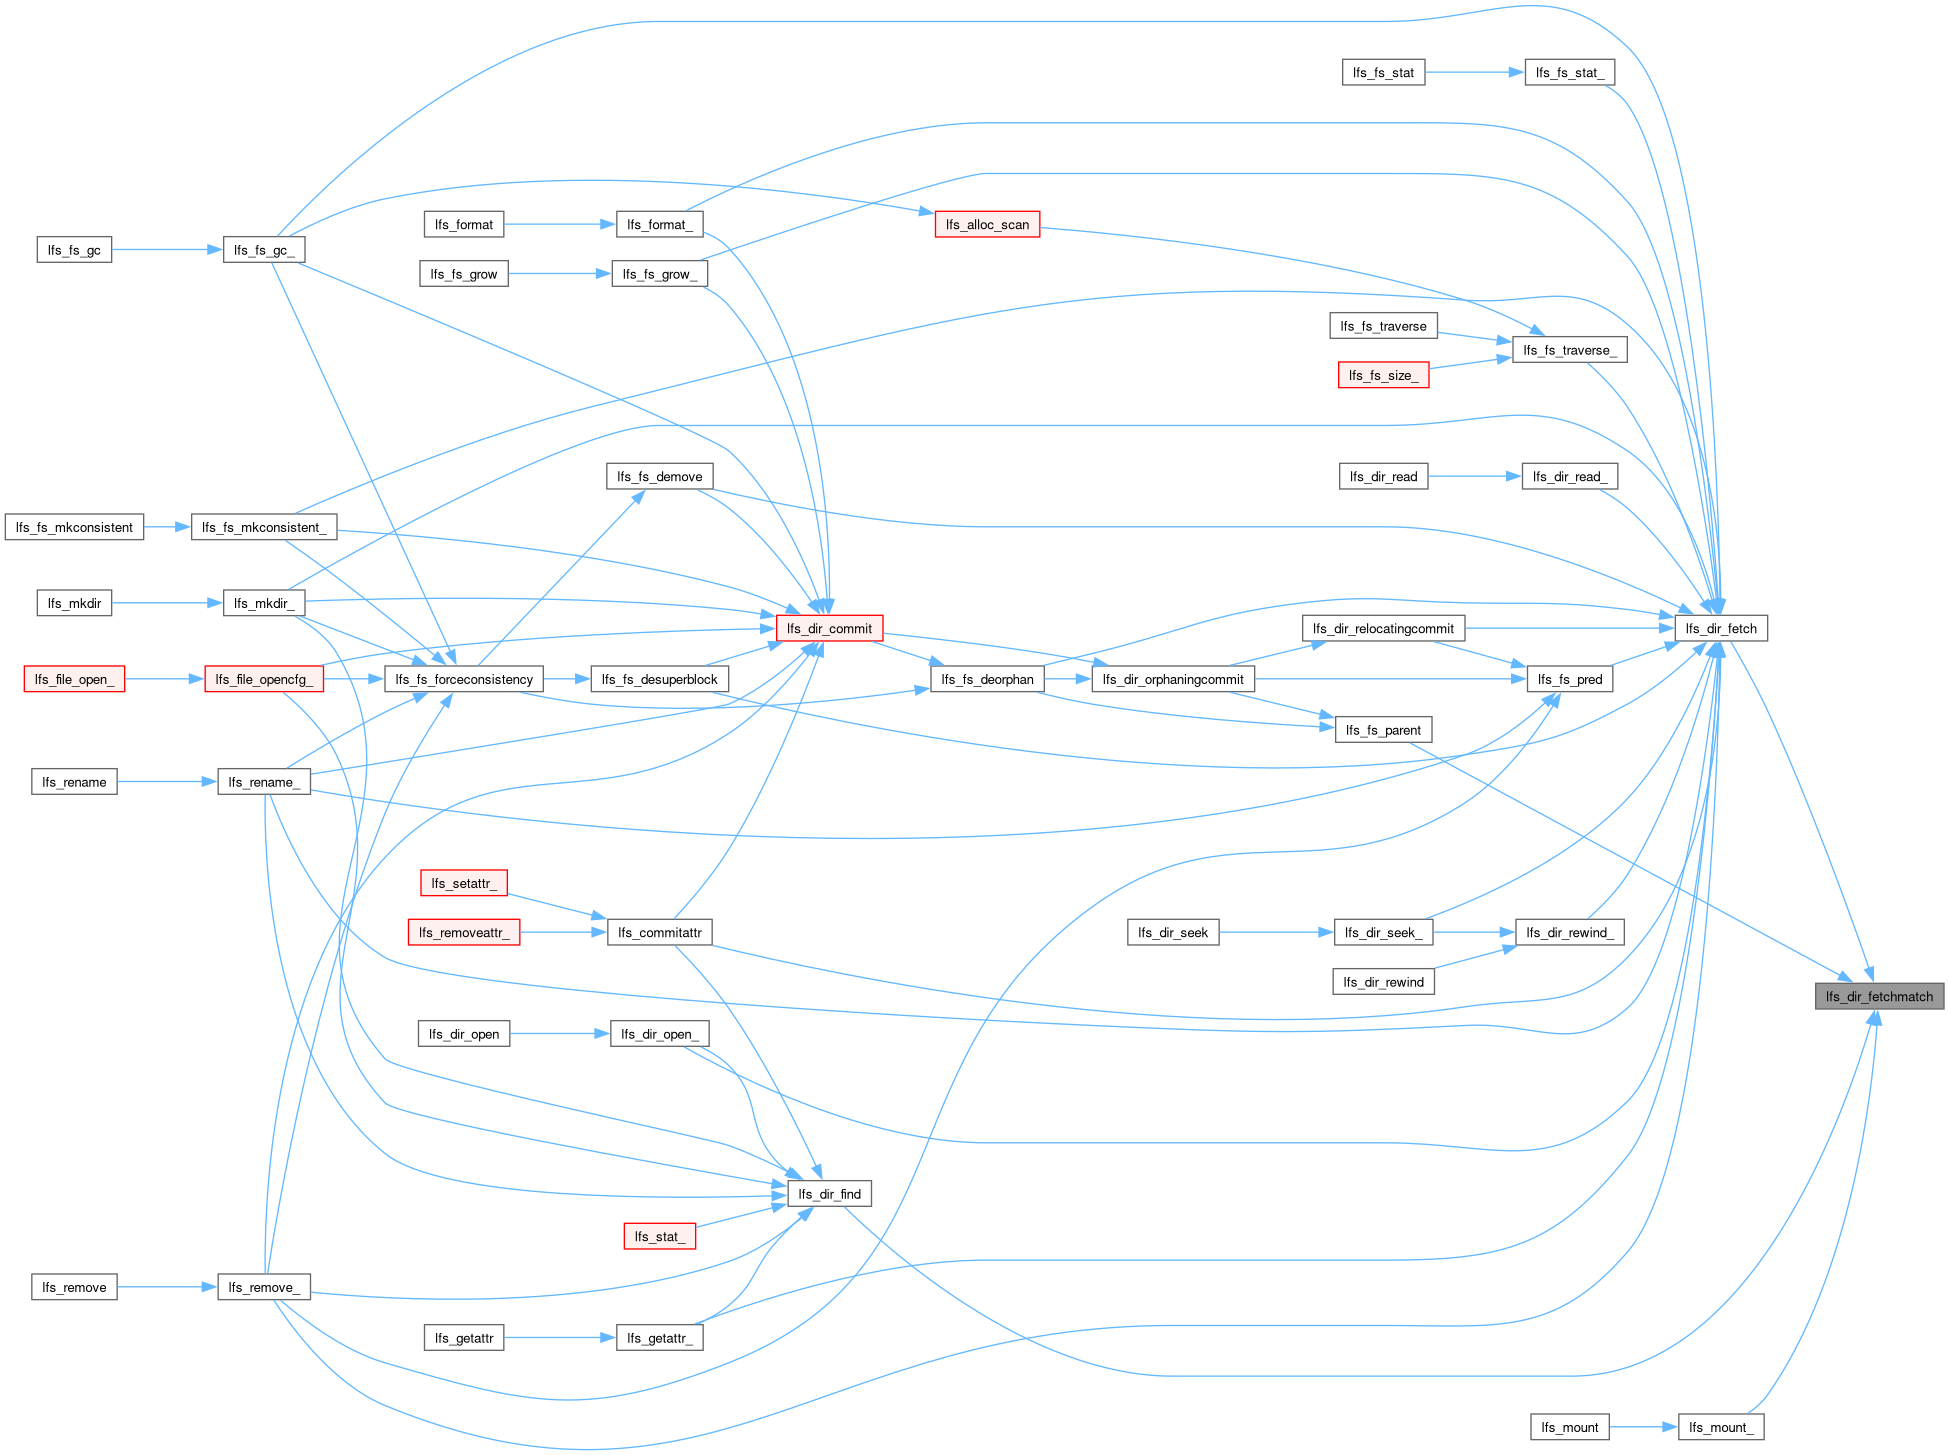 lfs_fs_stat
lfs_fs_stat_
lfs_format
lfs_format_
lfs_alloc_scan
lfs_fs_gc
lfs_fs_gc_
lfs_fs_grow
lfs_fs_grow_
lfs_fs_traverse
lfs_fs_traverse_
lfs_fs_size_
lfs_fs_demove
lfs_dir_read
lfs_dir_read_
lfs_fs_mkconsistent
lfs_fs_mkconsistent_
lfs_mkdir
lfs_mkdir_
lfs_dir_commit
lfs_dir_relocatingcommit
lfs_dir_fetch
lfs_file_open_
lfs_file_opencfg_
lfs_fs_forceconsistency
lfs_fs_desuperblock
lfs_fs_deorphan
lfs_dir_orphaningcommit
lfs_fs_pred
lfs_fs_parent
lfs_rename
lfs_rename_
lfs_setattr_
lfs_removeattr_
lfs_commitattr
lfs_dir_seek
lfs_dir_seek_
lfs_dir_rewind_
lfs_dir_rewind
lfs_dir_fetchmatch
lfs_dir_open
lfs_dir_open_
lfs_dir_find
lfs_stat_
lfs_remove
lfs_remove_
lfs_getattr
lfs_getattr_
lfs_mount
lfs_mount_